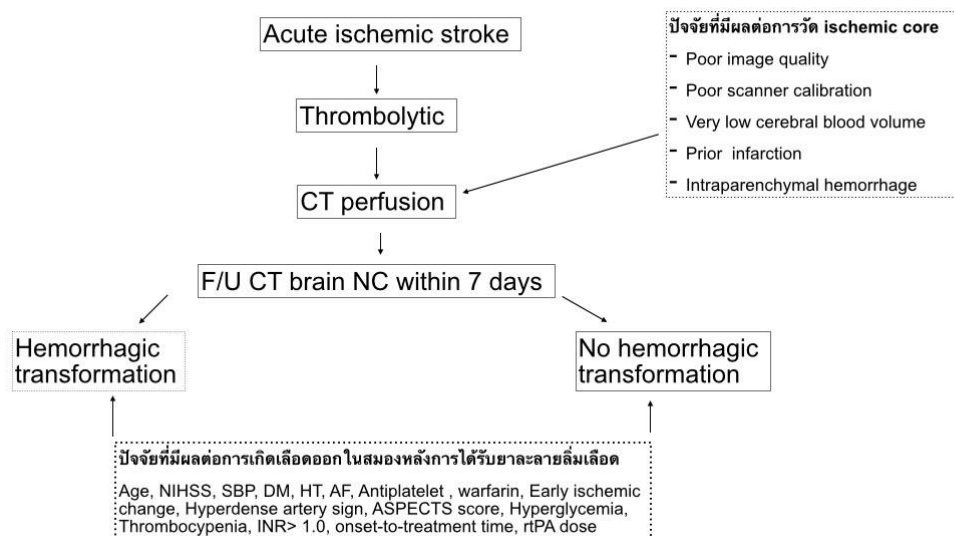 Acute ischemic stroke
Thrombolytic
CT perfusion
F/U CT brain NC within 7 days
ปัจจัยที่มีผลต่อการวัด ischemic core
- Poor image quality
- Poor scanner calibration
- Very low cerebral blood volume
- Prior infarction
- Intraparenchymal hemorrhage
Hemorrhagic
transformation
No hemorrhagic
transformation
ปัจจัยที่มีผลต่อการเกิดเลือดออกในสมองหลังการได้รับยาละลายลิ่มเลือด
Age, NIHSS, SBP, DM, HT, AF, Antiplatelet , warfarin, Early ischemic
change, Hyperdense artery sign, ASPECTS score, Hyperglycemia,
Thrombocypenia, INR> 1.0, onset-to-treatment time, rtPA dose